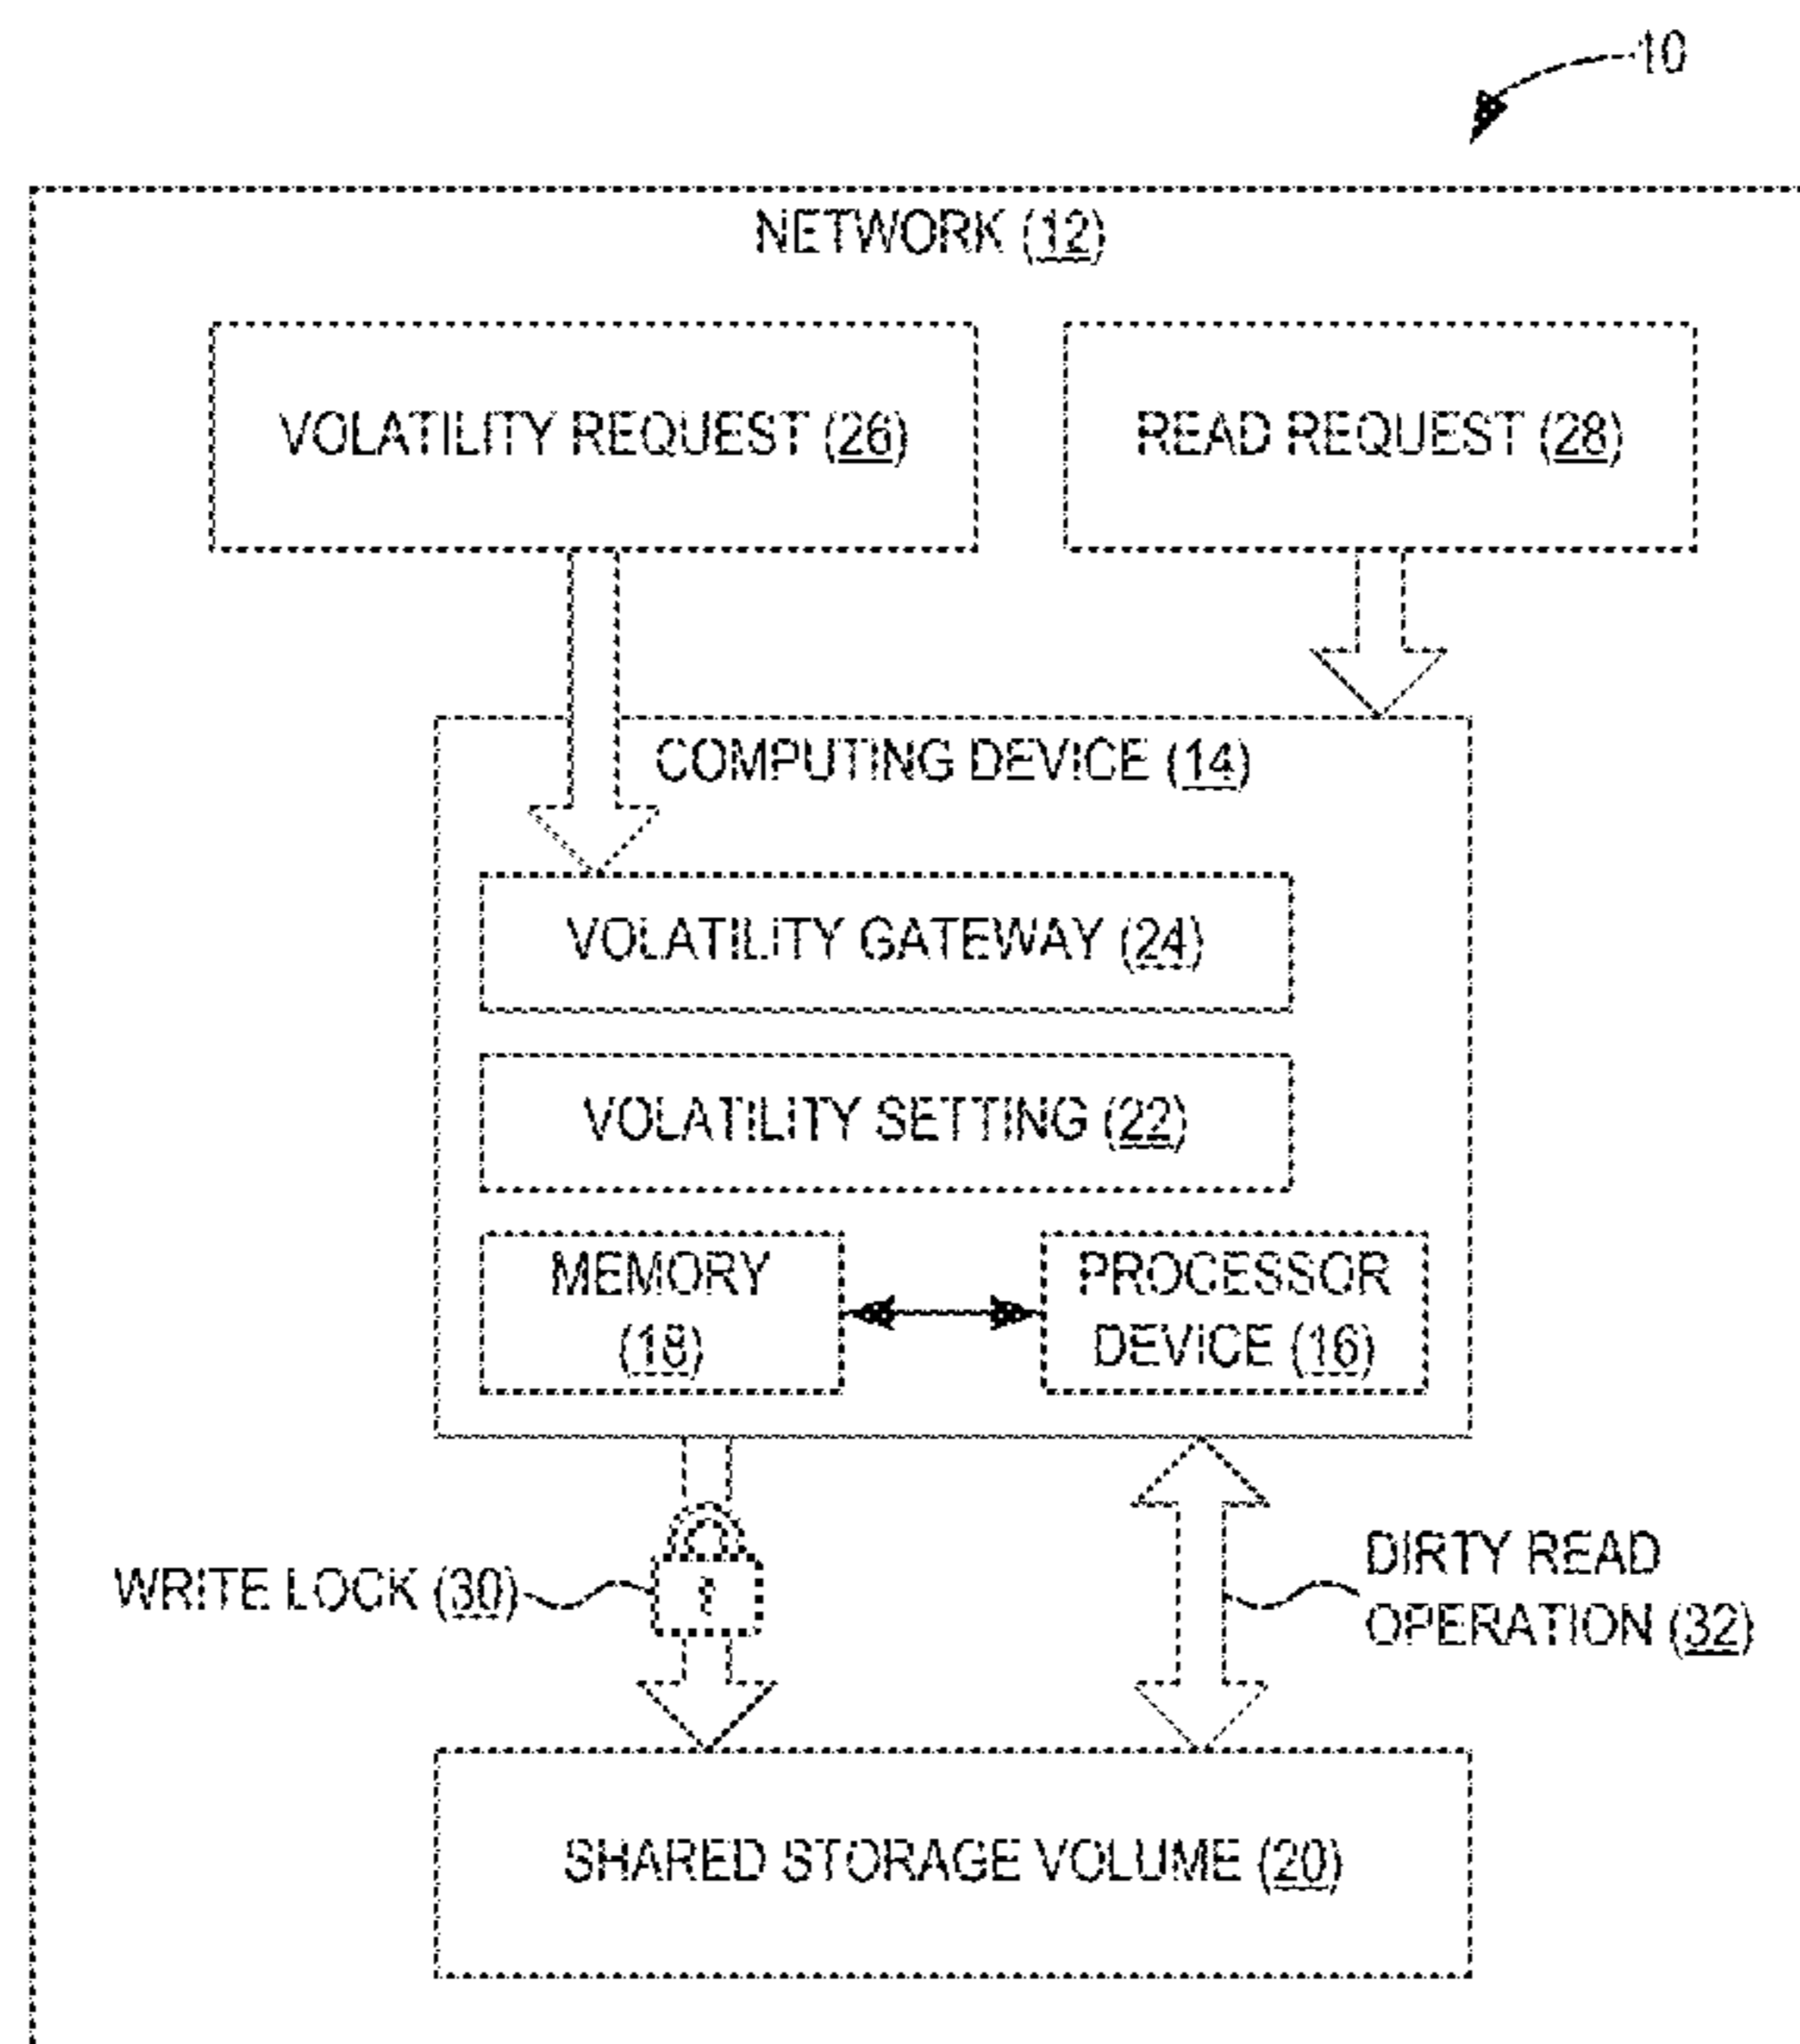 10
NETWORK (12)
VOLATILITY REQUEST (26)
READ REQUEST (28)
COMPUTING DEVICE (14)
VOLATILITY GATEWAY (24)
VOLATILITY SETTING (22)
MEMORY
(18)
PROCESSOR
DEVICE (16)
WRITE LOCK (30)
DIRTY READ
OPERATION (32)
SHARED STORAGE VOLUME (20)